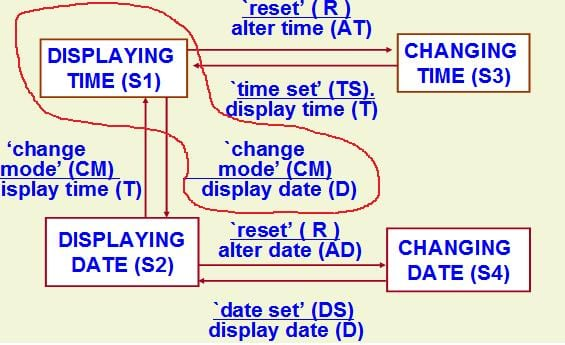 `reset’ ( R )
alter time (AT)
DISPLAYING
TIME (S1)
CHANGING
TIME (S3)
`time set’ (TS).
display time (T)
‘change
mode’ (CM)
isplay time (T)
`change
mode’ (CM)
display date (D)
DISPLAYING
DATE (S2)
`reset’ ( R )
alter date (AD)
CHANGING
DATE (S4)
`date set’ (DS)
display date (D)